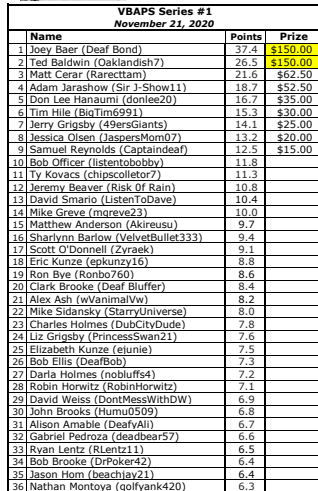 VBAPS Series #1
November 21, 2020
Name Points Prize
1 Joey Baer (Deaf Bond) 37.4 $150.00
2 Ted Baldwin (Oaklandish7) 26.5 $150.00
3 Matt Cerar (Rarecttam) 21.6 $62.50
4 Adam Jarashow (Sir J-Show11) 18.7 $52.50
5 Don Lee Hanaumi (donlee20) 16.7 $35.00
6 Tim Hile (BigTim6991) 15.3 $30.00
7 Jerry Grigsby (49ersGiants) 14.1 $25.00
8 Jessica Olsen (JaspersMom07) 13.2 $20.00
9 Samuel Reynolds (Captaindeaf) 12.5 $15.00
10 Bob Officer (listentobobby) 11.8
11 Ty Kovacs (chipscolletor7) 11.3
12 Jeremy Beaver (Risk 0f Rain) 10.8
13 David Smario (ListenToDave) 10.4
14 Mike Greve (mgreve23) 10.0
15 Matthew Anderson (Akireusu) 9.7
16 Sharlynn Barlow (VelvetBullet333) 9.4
17 Scott O'Donnell (Zyraek) 9.1
18 Eric Kunze (epkunzy16) 8.8
19 Ron Bye (Ronbo760) 8.6
20 Clark Brooke (Deaf Bluffer) 8.4
21 Alex Ash (wVanimalVw) 8.2
22 Mike Sidansky (StarryUniverse) 8.0
23 Charles Holmes (DubCityDude) 7.8
24 Liz Grigsby (PrincessSwan21) 7.6
25 Elizabeth Kunze (ejunie) 7.5
26 Bob Ellis (DeafBob) 7.3
27 Darla Holmes (nobluffs4) 7.2
28 Robin Horwitz (RobinHorwitz) 7.1
29 David Weiss (DontMessWithDW) 6.9
30 John Brooks (Humu0509) 6.8
31 Alison Amable (DeafyAli) 6.7
32 Gabriel Pedroza (deadbear57) 6.6
33 Ryan Lentz (RLentz11) 6.5
34 Bob Brooke (DrPoker42) 6.4
35 Jason Hom (beachjay21) 6.4
36 Nathan Montoya (golfyank420) 6.3